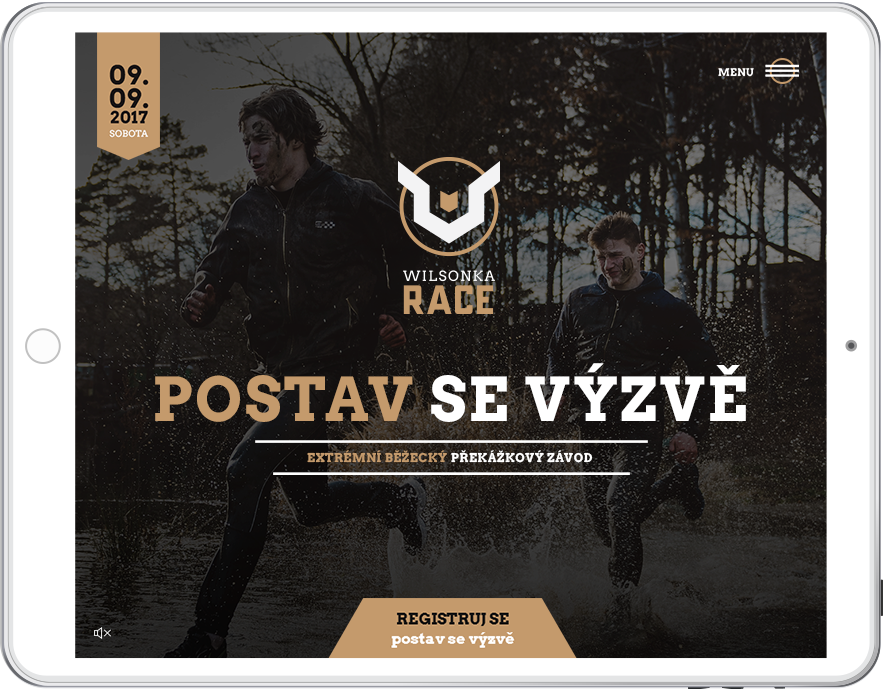 09.
09.
2017
SOBOTA
MENU
WILSONKA
RACE
POSTAV SE VÝZVĚ
EXTRÉMNÍ BĚŽECKÝ PŘEKÁŽKOVÝ ZÁVOD
REGISTRUJ SE
postav se výzvě